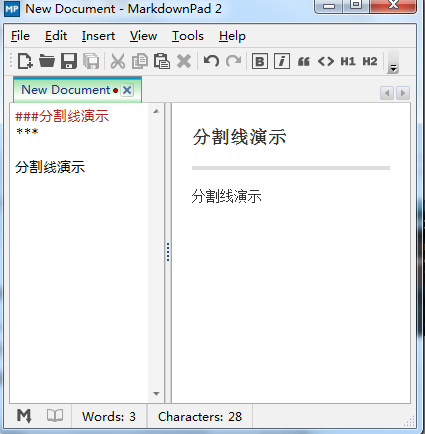 MP New Document - MarkdownPad 2
File Edit Insert View Tools Help
B i “ <> H1 H2
New Document
###分割线演示
***
分割线演示
分割线演示
分割线演示
M Words: 3 Characters: 28